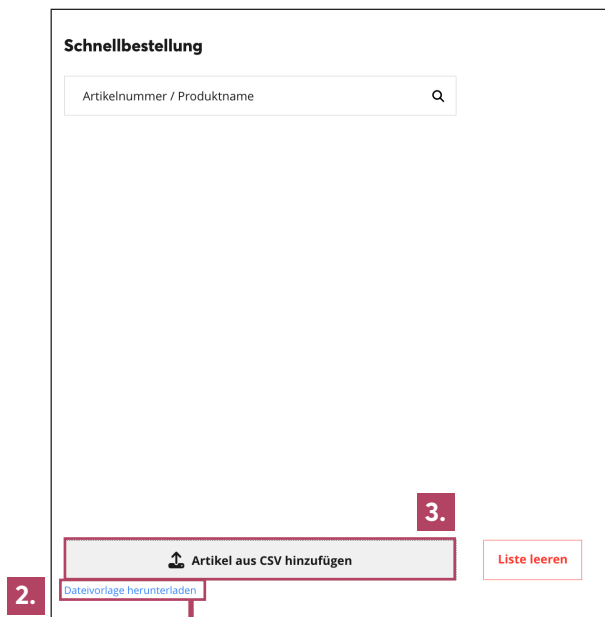 Schnellbestellung
Artikelnummer / Produktname
3.
Artikel aus CSV hinzufügen
Liste leeren
2.
Dateivorlage herunterladen